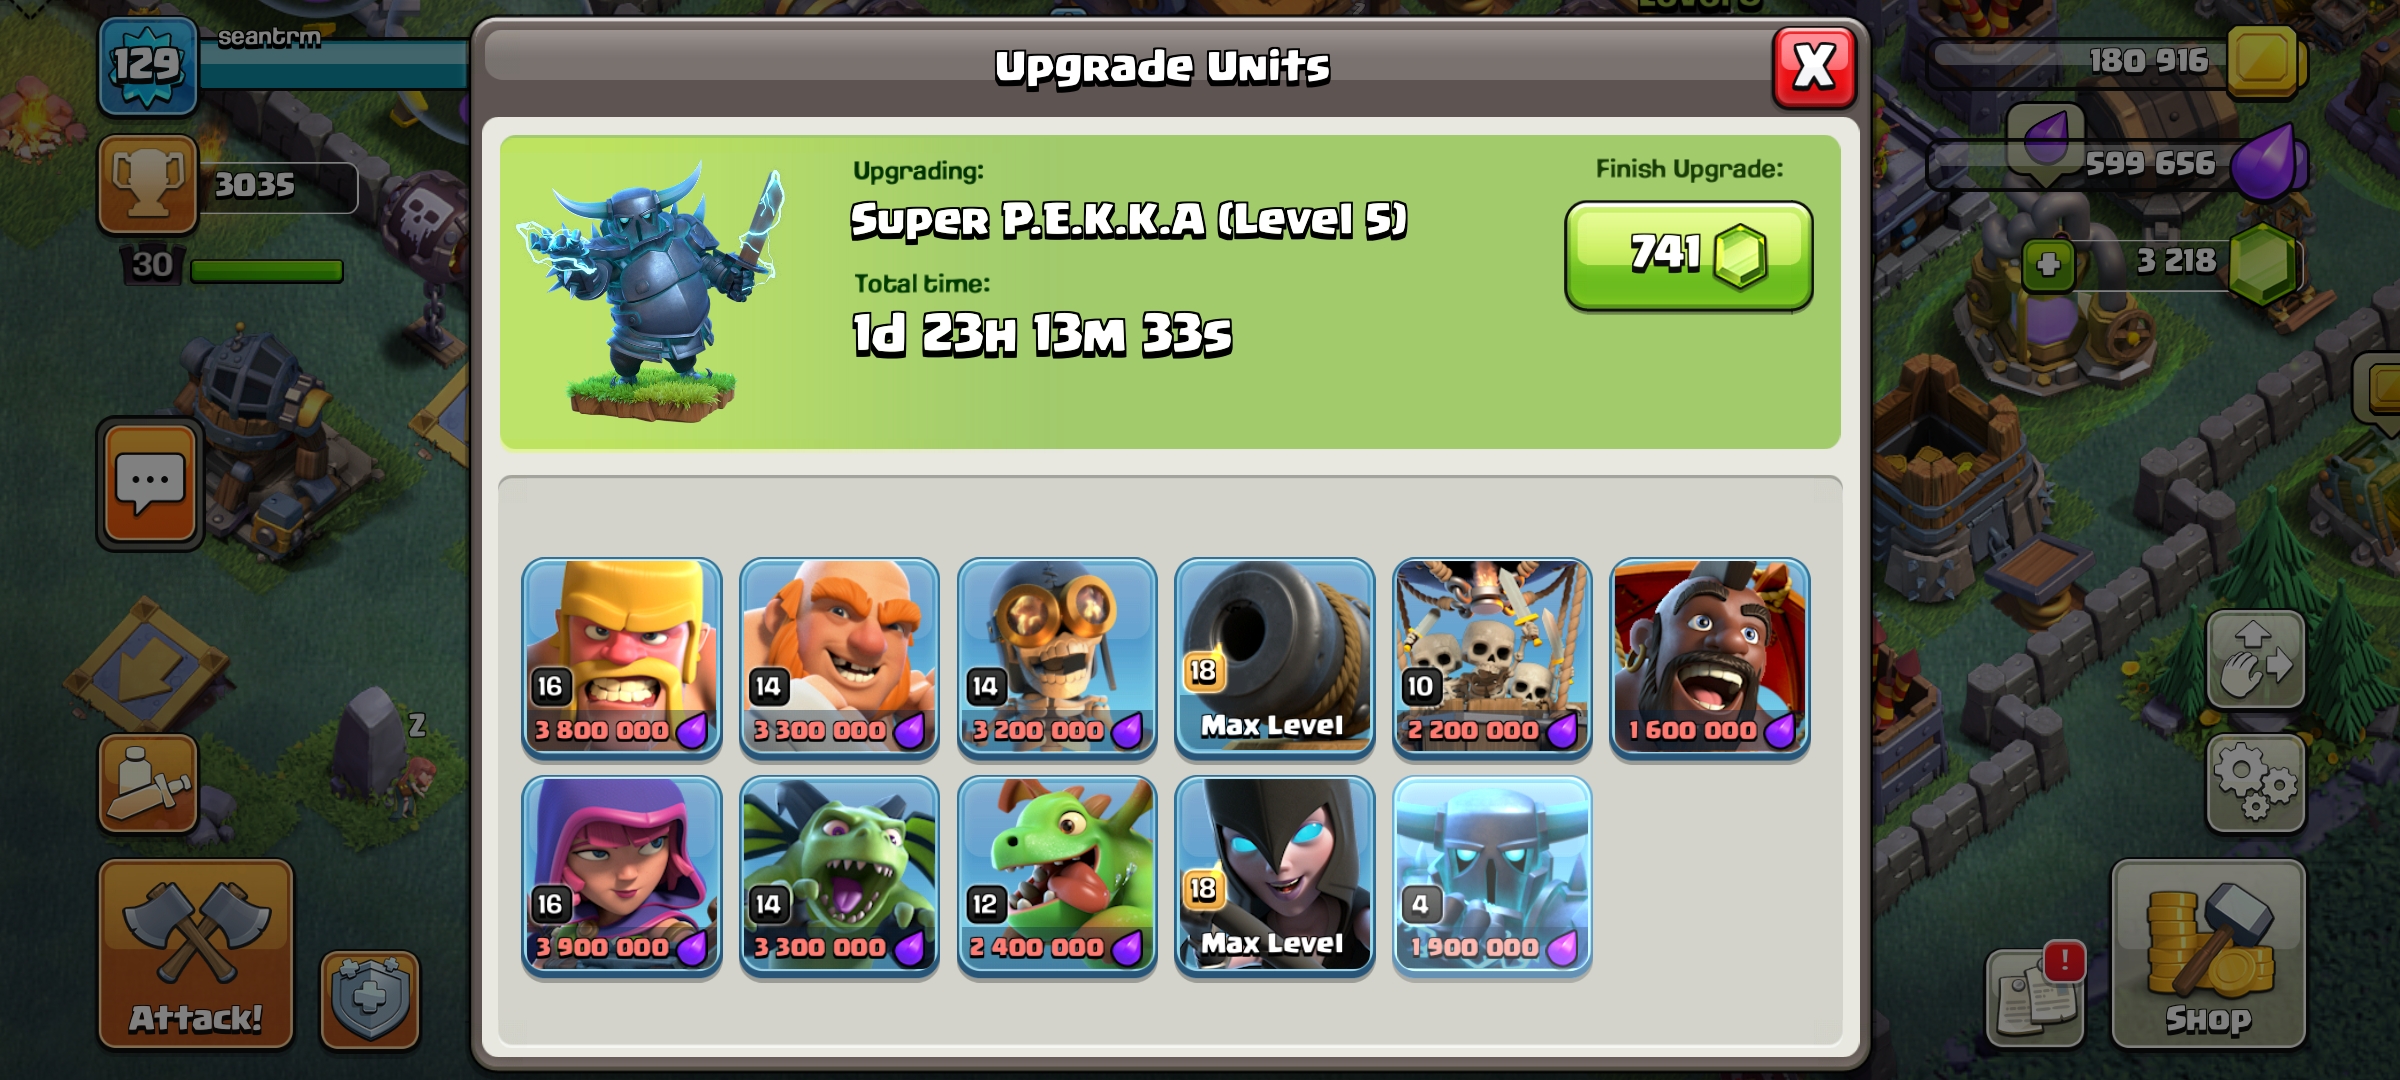 129
seantrm
3035
30
Upgrade Units
X
180 916
599 656
3 218
Upgrading:
Super P.E.K.K.A (Level 5)
Total time:
1d 23H 13M 33s
Finish Upgrade:
741
16
3 800 000
14
3 300 000
14
3 200 000
18
Max Level
10
2 200 000
1 600 000
16
3 900 000
14
3 300 000
12
2 400 000
18
Max Level
4
1 900 000
Z
Attack!
!
Shop